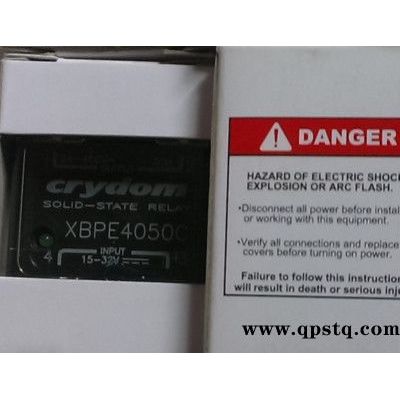 crydom
SOLID-STATE RELAY
XBPE4050C
INPUT
4
15-32V
DANGER
HAZARD OF ELECTRIC SHOCK
EXPLOSION OR ARC FLASH.
•Disconnect all power before instal
or working with this equipment.
•Verify all connections and replace
covers before turning on power.
Failure to follow this instruction
will result in death or serious inj
www.qpstq.com